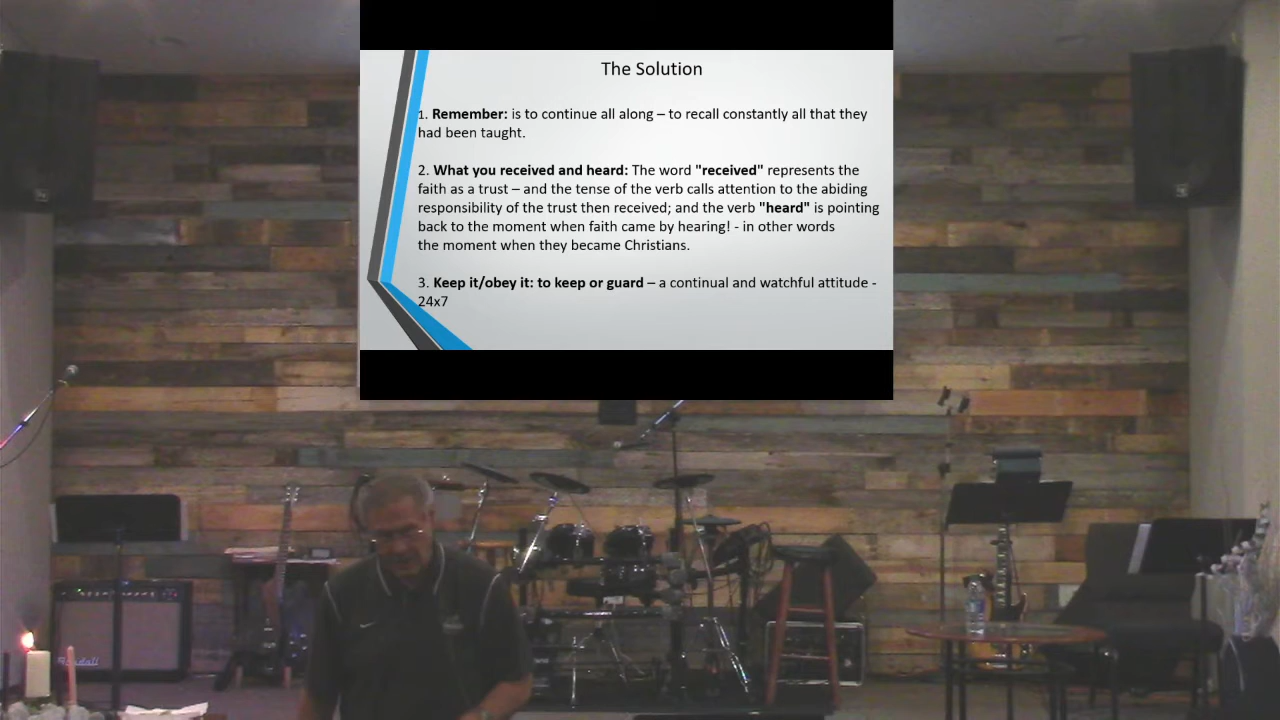 The Solution
1. Remember: is to continue all along – to recall constantly all that they
had been taught.
2. What you received and heard: The word "received" represents the
faith as a trust – and the tense of the verb calls attention to the abiding
responsibility of the trust then received; and the verb "heard" is pointing
back to the moment when faith came by hearing! - in other words
the moment when they became Christians.
3. Keep it/obey it: to keep or guard – a continual and watchful attitude -
24x7
Randall